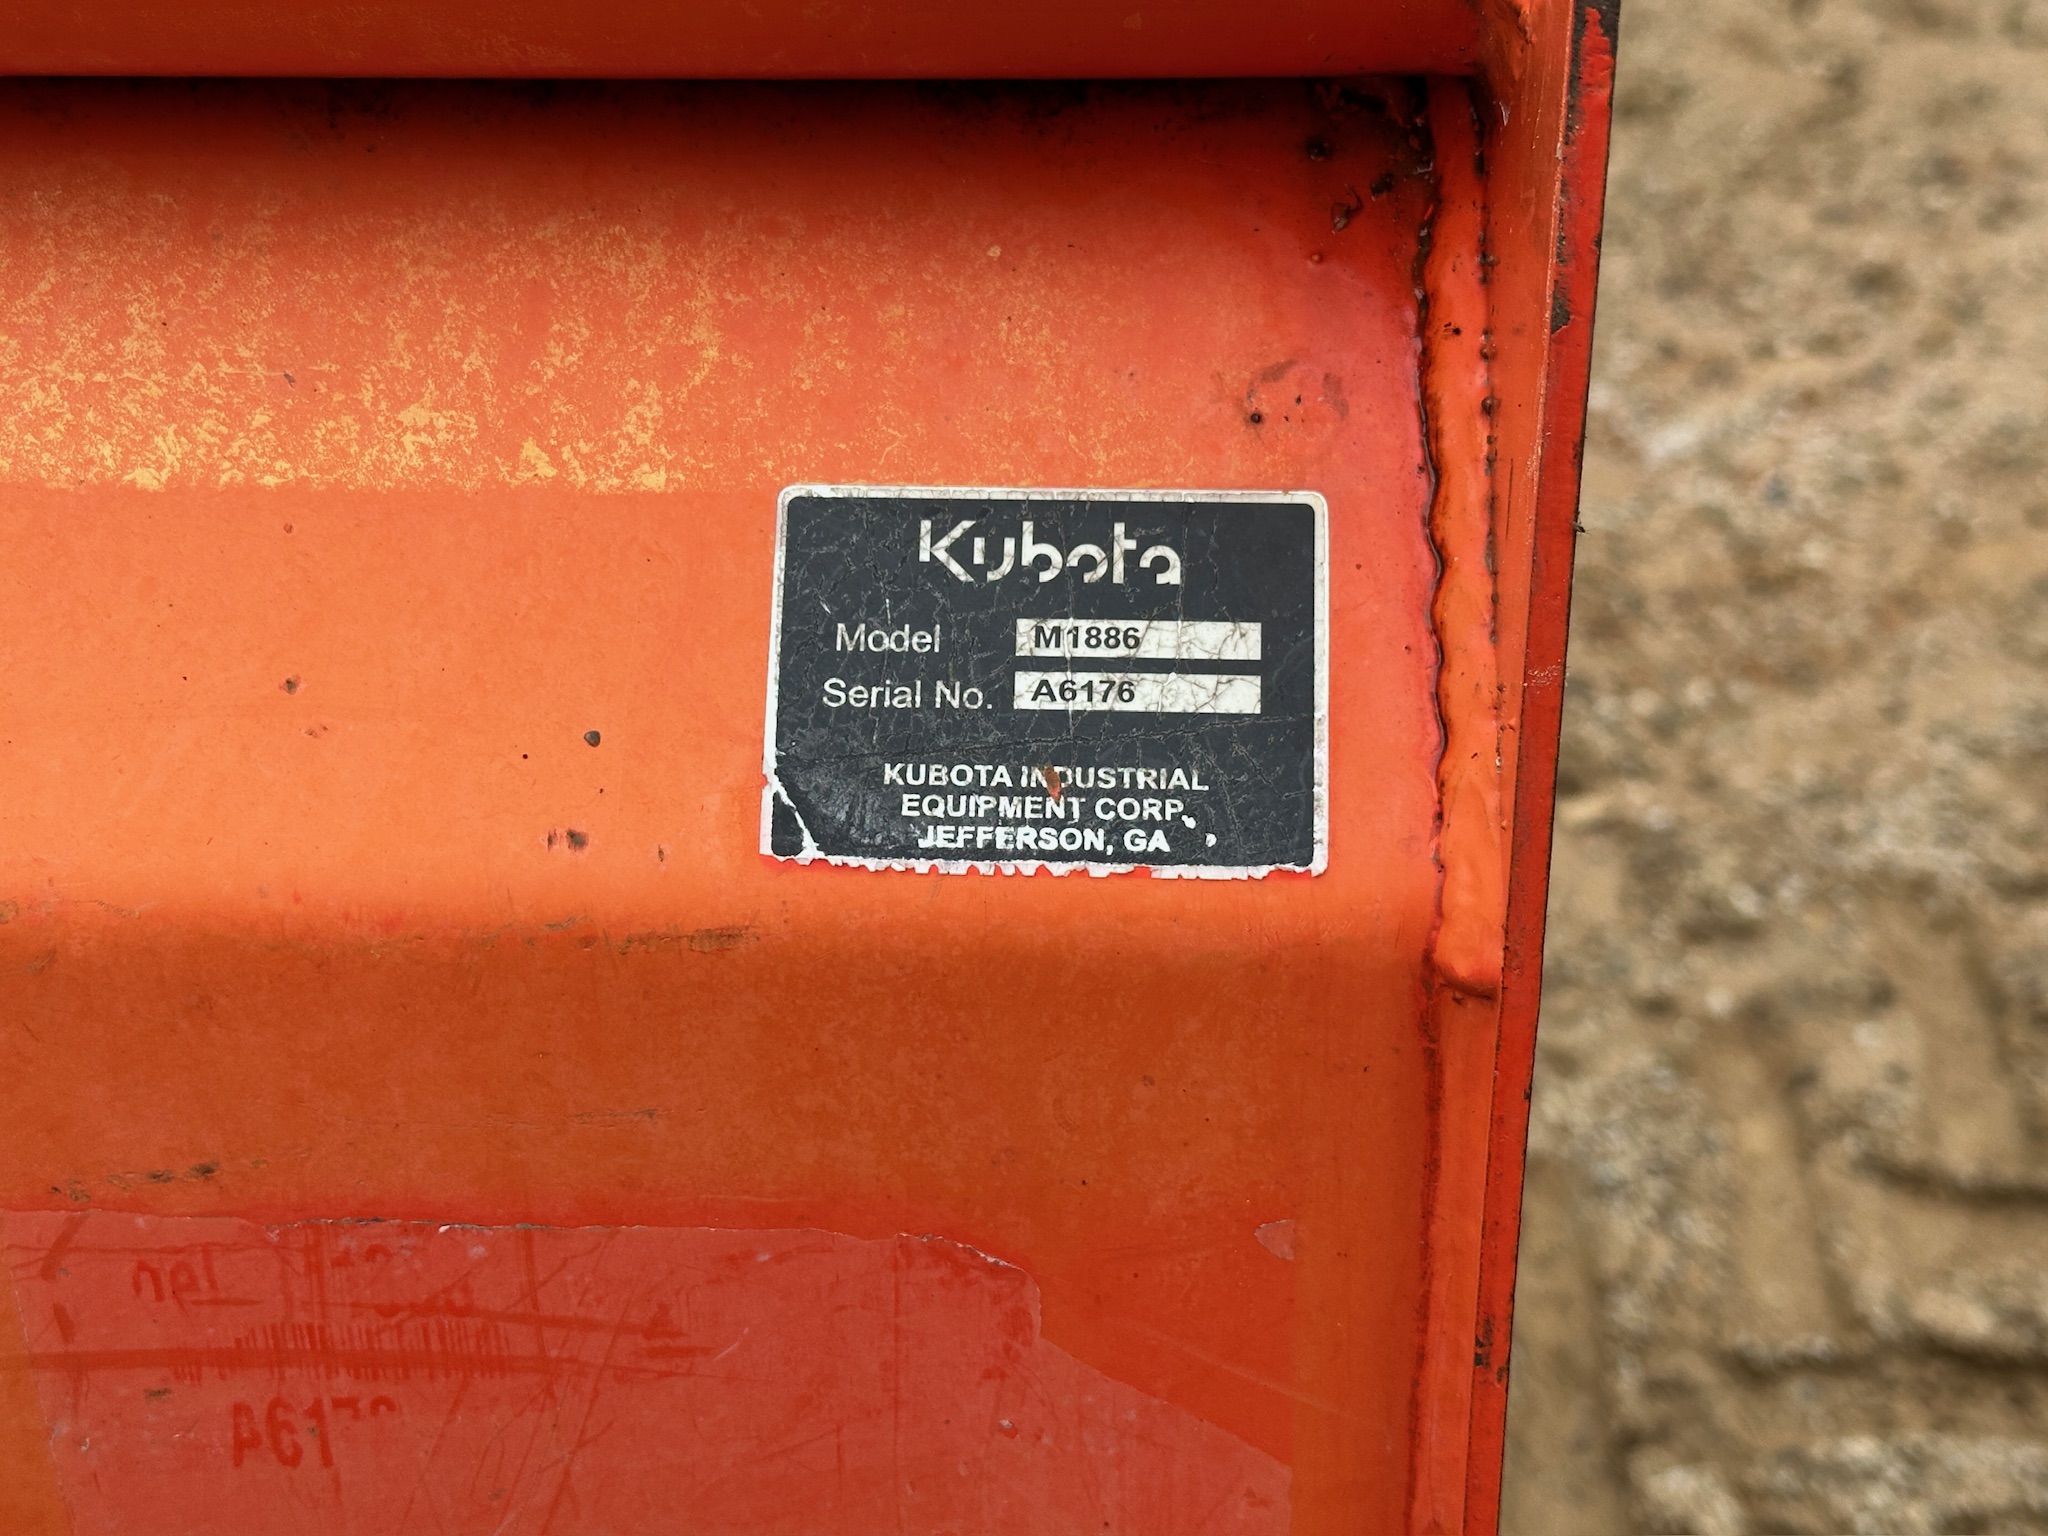 Kubota
Model M1886
Serial No. A6176
KUBOTA INDUSTRIAL
EQUIPMENT CORP.
JEFFERSON, GA